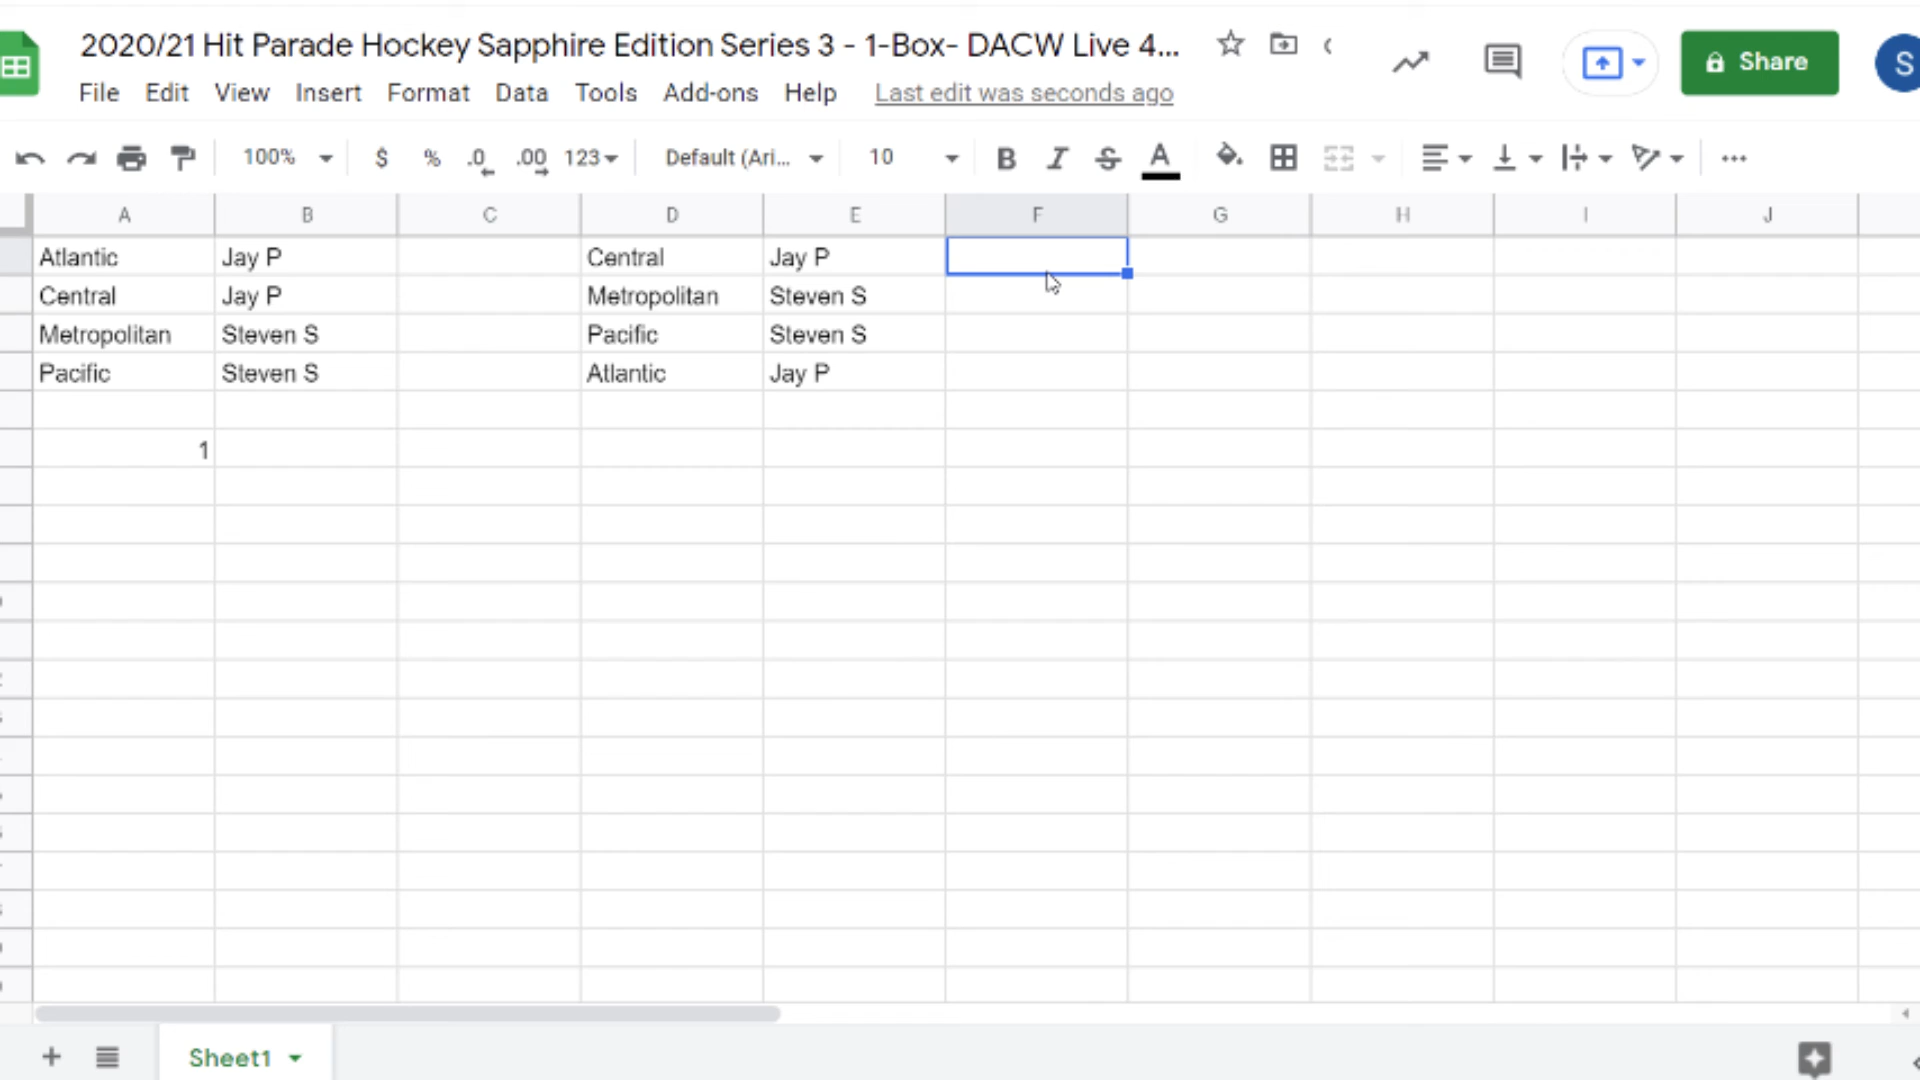 2020/21 Hit Parade Hockey Sapphire Edition Series 3 - 1-Box- DACW Live 4...
Share
S
File Edit View Insert Format Data Tools Add-ons Help Last edit was seconds ago
100% $ % .0 .00 123 Default (Ari... 10 B I S A
A B C D E F G H I J
Atlantic Jay P Central Jay P
Central Jay P Metropolitan Steven S
Metropolitan Steven S Pacific Steven S
Pacific Steven S Atlantic Jay P
1
Sheet1